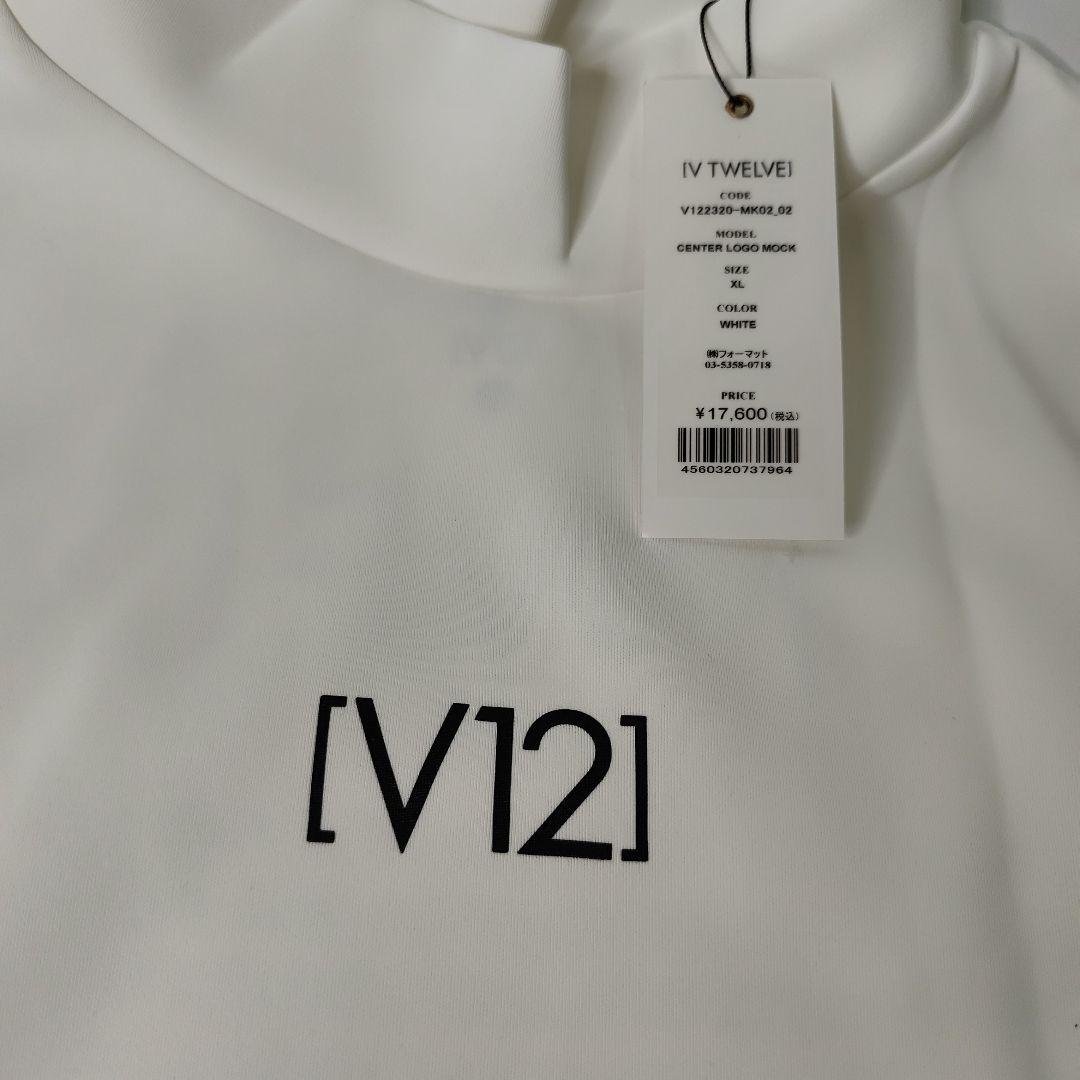 [V TWELVE]
CODE
V122320-MK02_02
MODEL
CENTER LOGO MOCK
SIZE
XL
COLOR
WHITE
㈱フォーマット
03-5358-0718
PRICE
¥17,600(税込)
4560320737964
[V12]